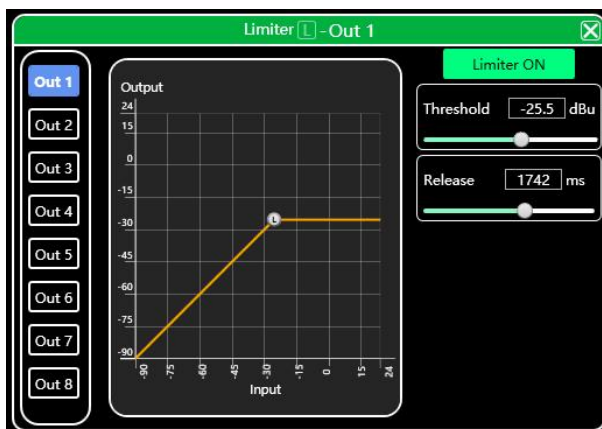 Limiter L -Out 1
Limiter ON
Out 1
Out 2
Out 3
Out 4
Out 5
Out 6
Out 7
Out 8
Output
24
15
0
-15
-30
-45
-60
-75
-90
L
-90 -75 -60 -45 -30 -15 0 15 24
Input
Threshold -25.5 dBu
Release 1742 ms